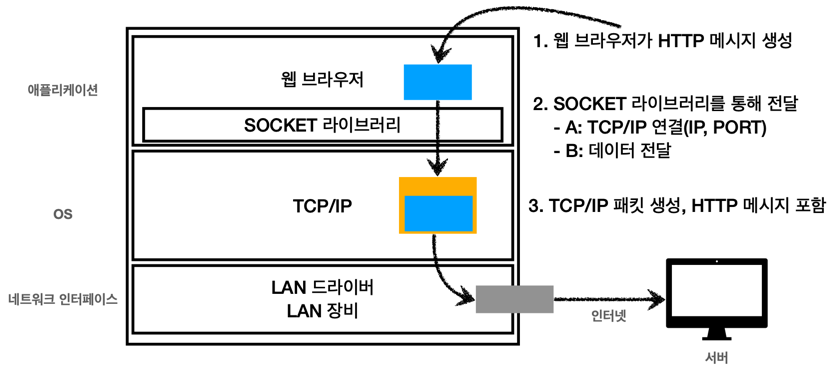 1. 웹 브라우저가 HTTP 메시지 생성
애플리케이션
웹 브라우저
SOCKET 라이브러리
2. SOCKET 라이브러리를 통해 전달
- A: TCP/IP 연결(IP, PORT)
- B: 데이터 전달
OS
TCP/IP
3. TCP/IP 패킷 생성, HTTP 메시지 포함
네트워크 인터페이스
LAN 드라이버
LAN 장비
인터넷
서버